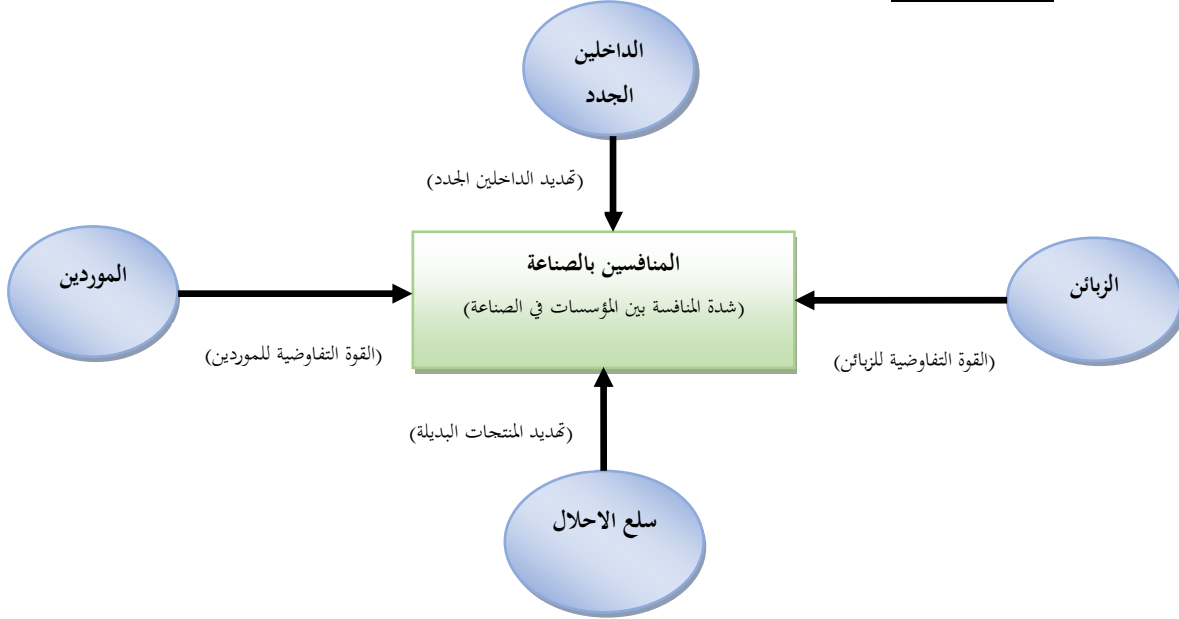 الداخلين
الجدد
(تهديد الداخلين الجدد)
المنافسين بالصناعة
(شدة المنافسة بين المؤسسات في الصناعة)
الزبائن
(القوة التفاوضية للزبائن)
الموردين
(القوة التفاوضية للموردين)
(تهديد المنتجات البديلة)
سلع الاحلال